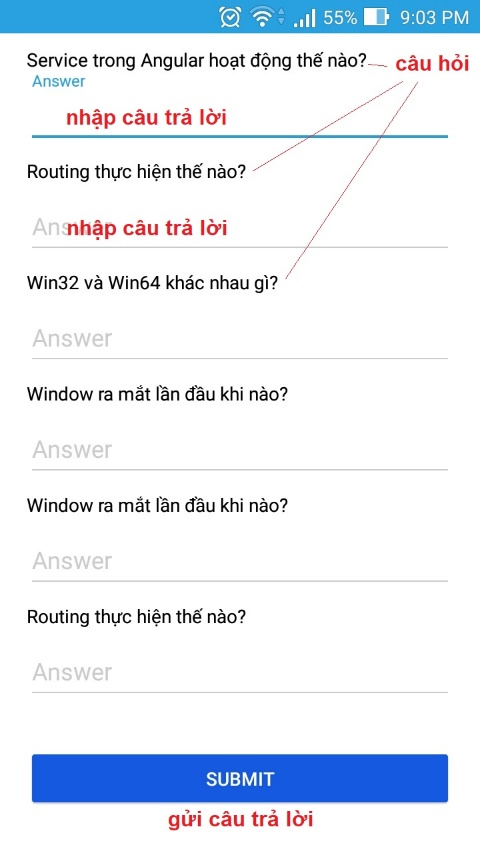 55% 9:03 PM
Service trong Angular hoạt động thế nào? câu hỏi
Answer
nhập câu trả lời
Routing thực hiện thế nào?
Answer nhập câu trả lời
Win32 và Win64 khác nhau gì?
Answer
Window ra mắt lần đầu khi nào?
Answer
Window ra mắt lần đầu khi nào?
Answer
Routing thực hiện thế nào?
Answer
SUBMIT
gửi câu trả lời